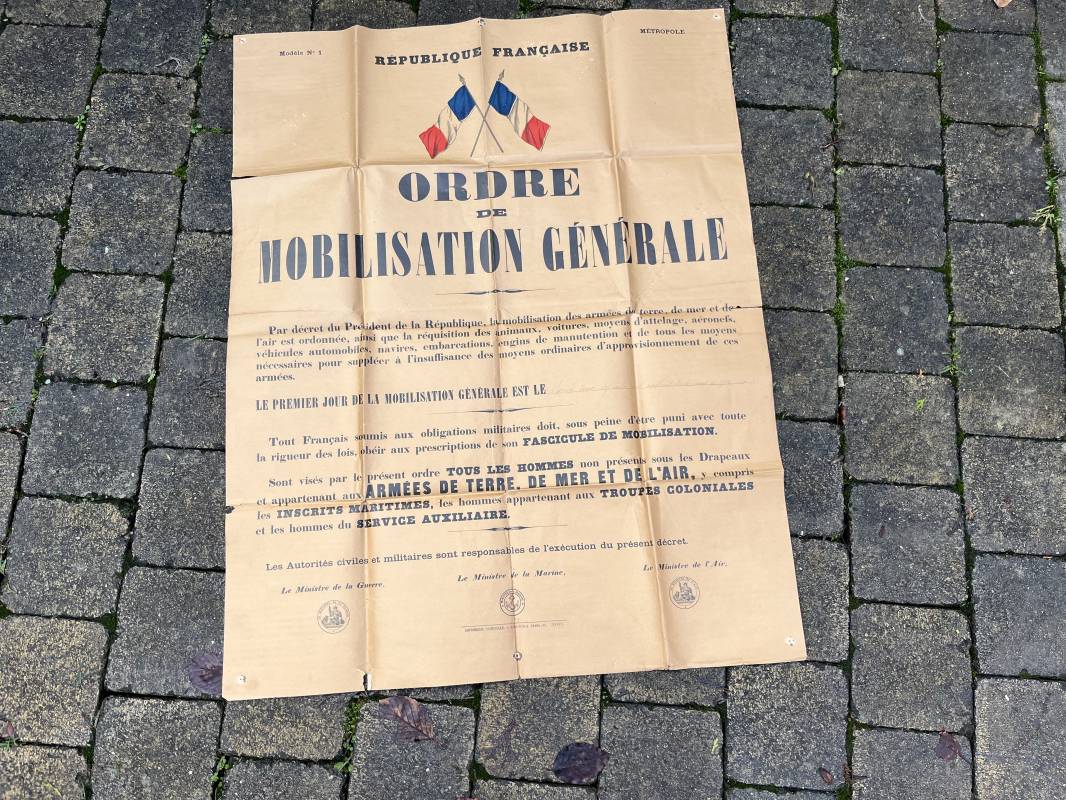 Modèle Nº 1
MÉTROPOLE
RÉPUBLIQUE FRANÇAISE
ORDRE
DE
MOBILISATION GÉNÉRALE
Par décret du Président de la République, la mobilisation des armées de terre, de mer et de
l'air est ordonnée, ainsi que la réquisition des animaux, voitures, moyens d'attelage, aéronefs,
véhicules automobiles, navires, embarcations, engins de manutention et de tous les moyens
nécessaires pour suppléer à l'insuffisance des moyens ordinaires d'approvisionnement de ces
armées.
LE PREMIER JOUR DE LA MOBILISATION GÉNÉRALE EST LE
Tout Français soumis aux obligations militaires doit, sous peine d'être puni avec toute
la rigueur des lois, obéir aux prescriptions de son FASCICULE DE MOBILISATION.
Sont visés par le présent ordre TOUS LES HOMMES non présents sous les Drapeaux
et appartenant aux ARMÉES DE TERRE, DE MER ET DE L'AIR, y compris
les INSCRITS MARITIMES, les hommes appartenant aux TROUPES COLONIALES
et les hommes du SERVICE AUXILIAIRE.
Les Autorités civiles et militaires sont responsables de l'exécution du présent décret.
Le Ministre de la Guerre,
Le Ministre de la Marine,
Le Ministre de l'Air,